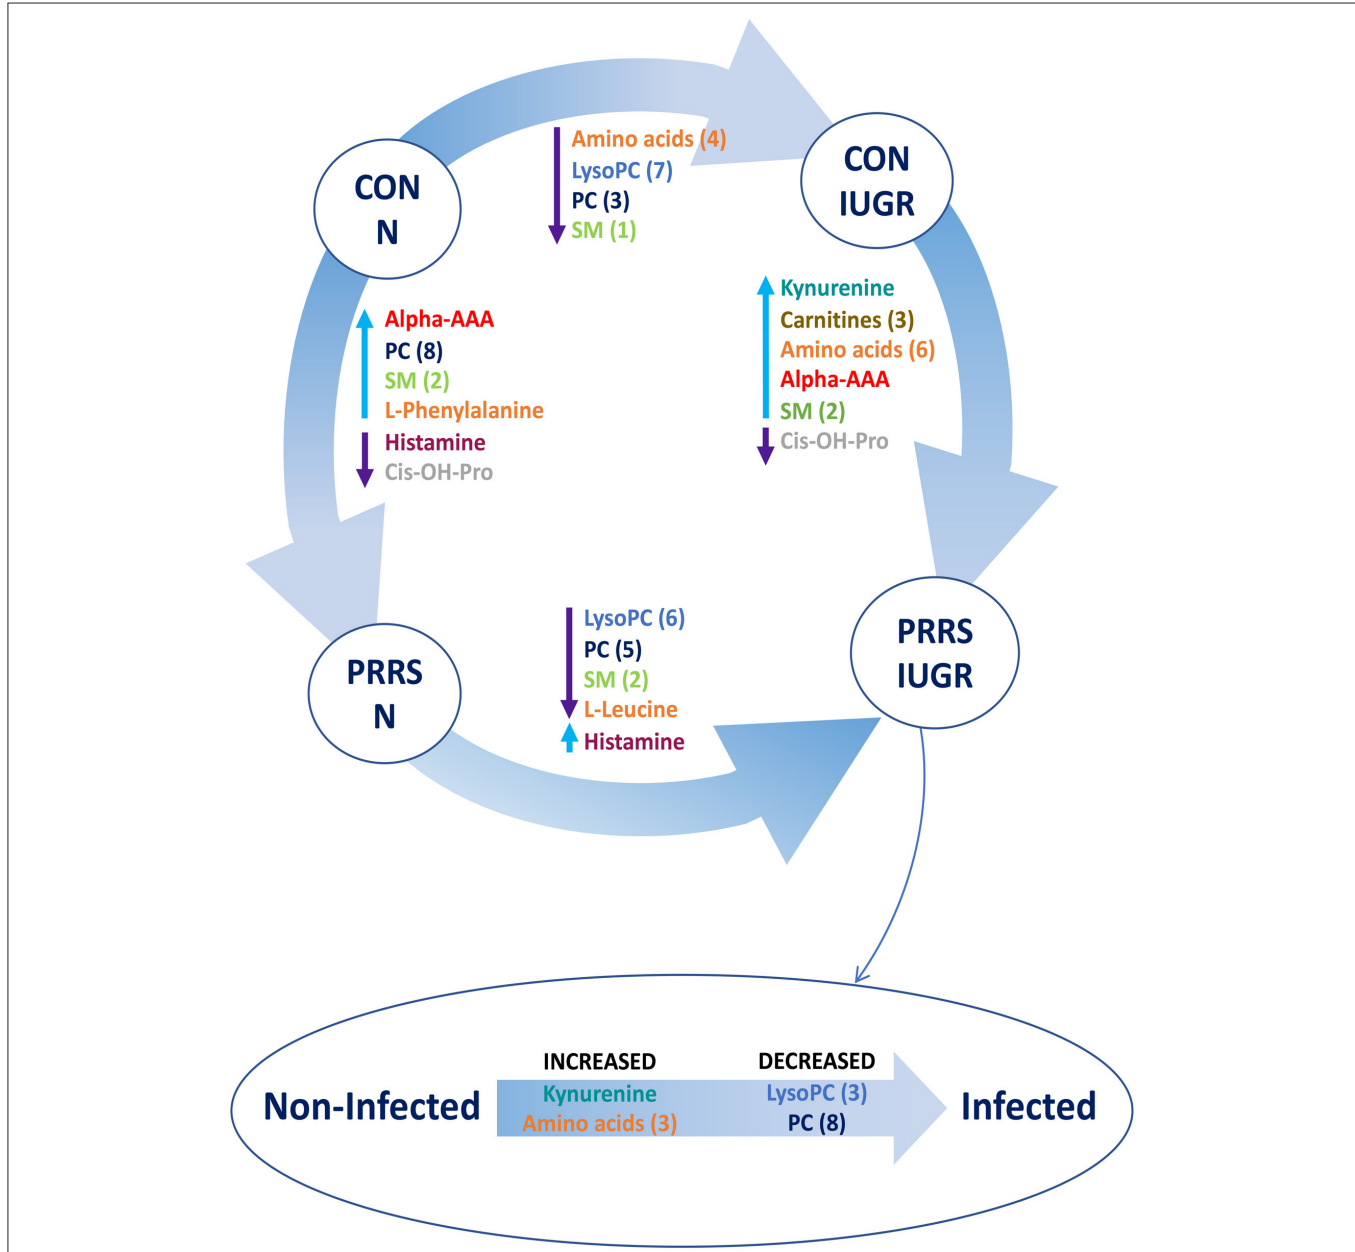 CON
N
Amino acids (4)
LysoPC (7)
PC (3)
SM (1)
CON
IUGR
Alpha-AAA
PC (8)
SM (2)
L-Phenylalanine
Histamine
Cis-OH-Pro
Kynurenine
Carnitines (3)
Amino acids (6)
Alpha-AAA
SM (2)
Cis-OH-Pro
PRRS
N
LysoPC (6)
PC (5)
SM (2)
L-Leucine
Histamine
PRRS
IUGR
Non-Infected
INCREASED
Kynurenine
Amino acids (3)
DECREASED
LysoPC (3)
PC (8)
Infected